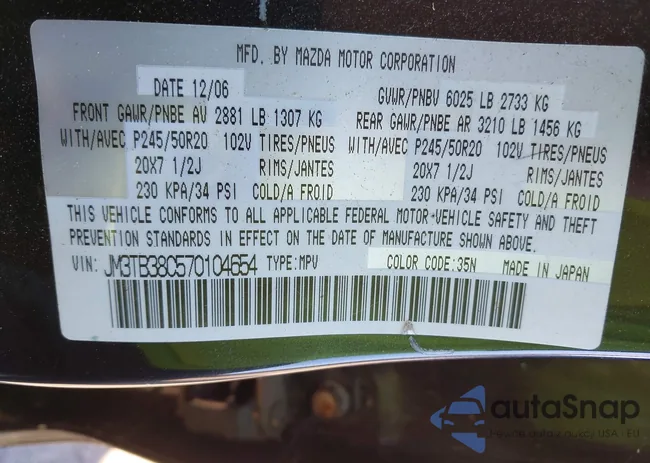 MFD. BY MAZDA MOTOR CORPORATION
DATE 12/06 GVWR/PNBV 6025 LB 2733 KG
FRONT GAWR/PNBE AV 2881 LB 1307 KG REAR GAWR/PNBE AR 3210 LB 1456 KG
WITH/AVEC P245/50R20 102V TIRES/PNEUS WITH/AVEC P245/50R20 102V TIRES/PNEUS
20X7 1/2J RIMS/JANTES 20X7 1/2J RIMS/JANTES
230 KPA/34 PSI COLD/A FROID 230 KPA/34 PSI COLD/A FROID
THIS VEHICLE CONFORMS TO ALL APPLICABLE FEDERAL MOTOR VEHICLE SAFETY AND THEFT
PREVENTION STANDARDS IN EFFECT ON THE DATE OF MANUFACTURE SHOWN ABOVE.
VIN: JM3TB38C570104654 TYPE:MPV COLOR CODE:35N MADE IN JAPAN
autoSnap
USA - EU